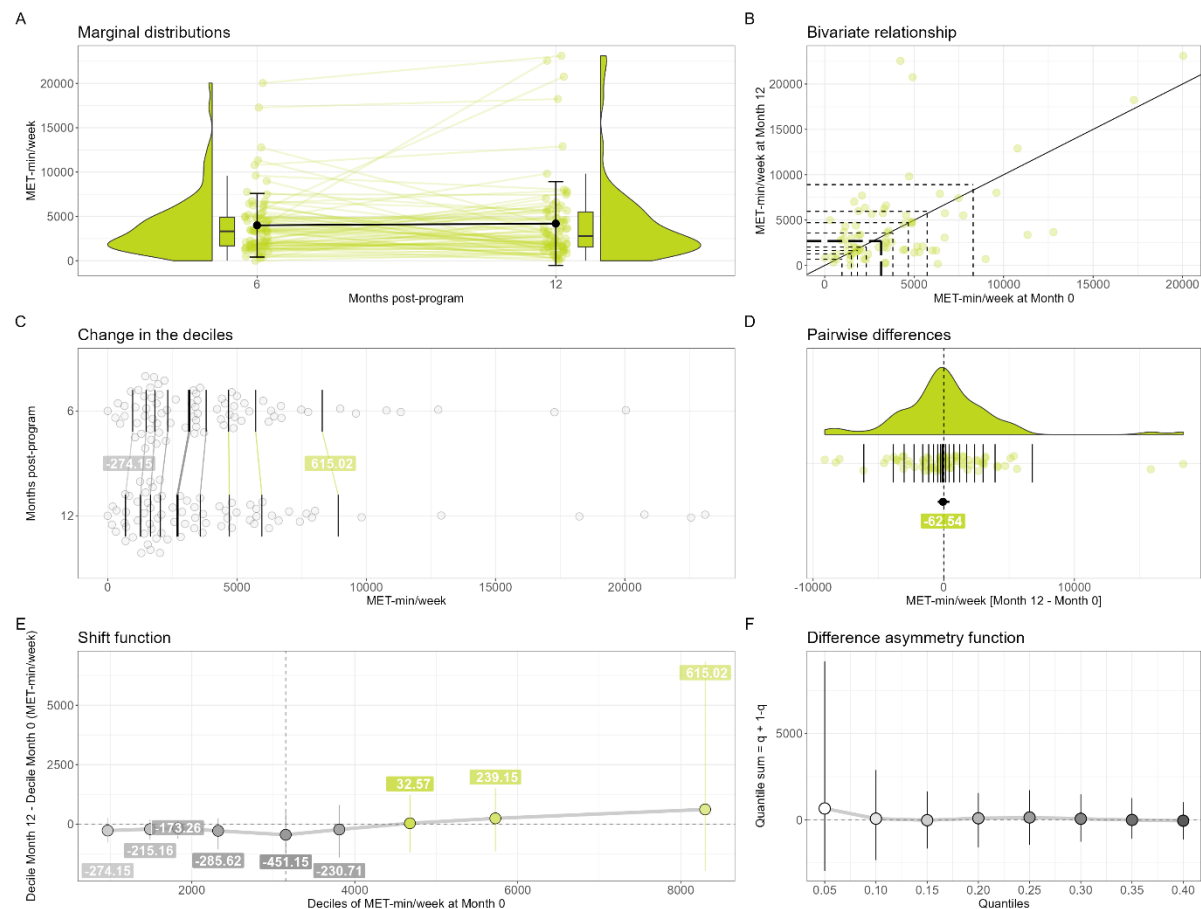 A
Marginal distributions
MET-min/week
20000
15000
10000
5000
0
6
12
Months post-program
B
Bivariate relationship
MET-min/week at Month 12
20000
15000
10000
5000
0
0
5000
10000
15000
20000
MET-min/week at Month 0
C
Change in the deciles
Months post-program
6
12
-274.15
615.02
0
5000
10000
15000
20000
MET-min/week
D
Pairwise differences
-62.54
-10000
0
10000
MET-min/week [Month 12 - Month 0]
E
Shift function
Decile Month 12 - Decile Month 0 (MET-min/week)
5000
2500
0
615.02
239.15
32.57
-173.26
-215.16
-274.15
-285.62
-451.15
-230.71
2000
4000
6000
8000
Deciles of MET-min/week at Month 0
F
Difference asymmetry function
Quantile sum = q + 1-q
5000
0
0.05
0.10
0.15
0.20
0.25
0.30
0.35
0.40
Quantiles